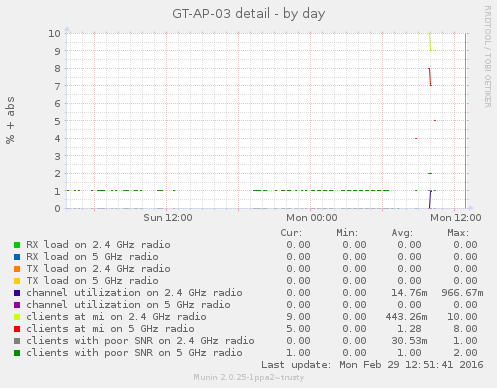 GT-AP-03 detail - by day
RRDTOOL / TOBI OETIKER
% + abs
10
9
8
7
6
5
4
3
2
1
0
Sun 12:00 Mon 00:00 Mon 12:00
Cur: Min: Avg: Max:
RX load on 2.4 GHz radio 0.00 0.00 0.00 0.00
RX load on 5 GHz radio 0.00 0.00 0.00 0.00
TX load on 2.4 GHz radio 0.00 0.00 0.00 0.00
TX load on 5 GHz radio 0.00 0.00 0.00 0.00
channel utilization on 2.4 GHz radio 0.00 0.00 14.76m 966.67m
channel utilization on 5 GHz radio 0.00 0.00 0.00 0.00
clients at mi on 2.4 GHz radio 9.00 0.00 443.26m 10.00
clients at mi on 5 GHz radio 5.00 0.00 1.28 8.00
clients with poor SNR on 2.4 GHz radio 0.00 0.00 30.53m 1.00
clients with poor SNR on 5 GHz radio 1.00 0.00 1.00 2.00
Last update: Mon Feb 29 12:51:41 2016
Munin 2.0.25-1ppa2~trusty